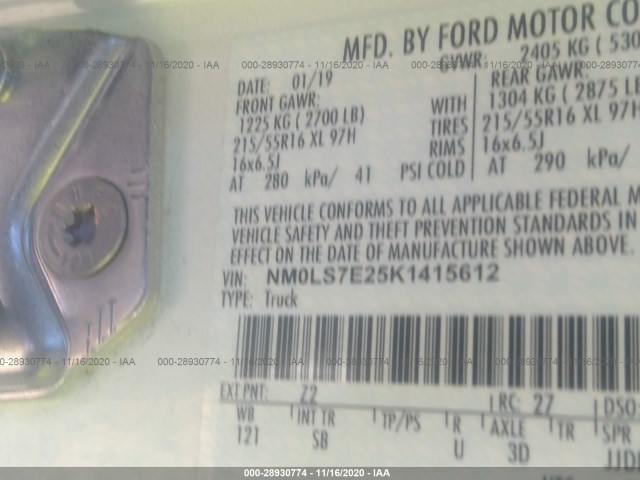 MFD. BY FORD MOTOR CO
GVWR: 2405 KG ( 530
DATE: 01/19
REAR GAWR:
FRONT GAWR: WITH 1304 KG ( 2875 LB
1225 KG ( 2700 LB) TIRES 215/55R16 XL 97H
215/55R16 XL 97H RIMS 16x6.5J
16x6.5J PSI COLD AT 290 kPa/
AT 280 kPa/ 41
THIS VEHICLE CONFORMS TO ALL APPLICABLE FEDERAL M
VEHICLE SAFETY AND THEFT PREVENTION STANDARDS IN
EFFECT ON THE DATE OF MANUFACTURE SHOWN ABOVE.
VIN: NM0LS7E25K1415612
TYPE: Truck
EXT PNT: Z2 RC: 27 DSO
WB INT TR TP/PS R AXLE TR SPR
121 SB U 3D JJD
000-28930774 - 11/16/2020 - IAA